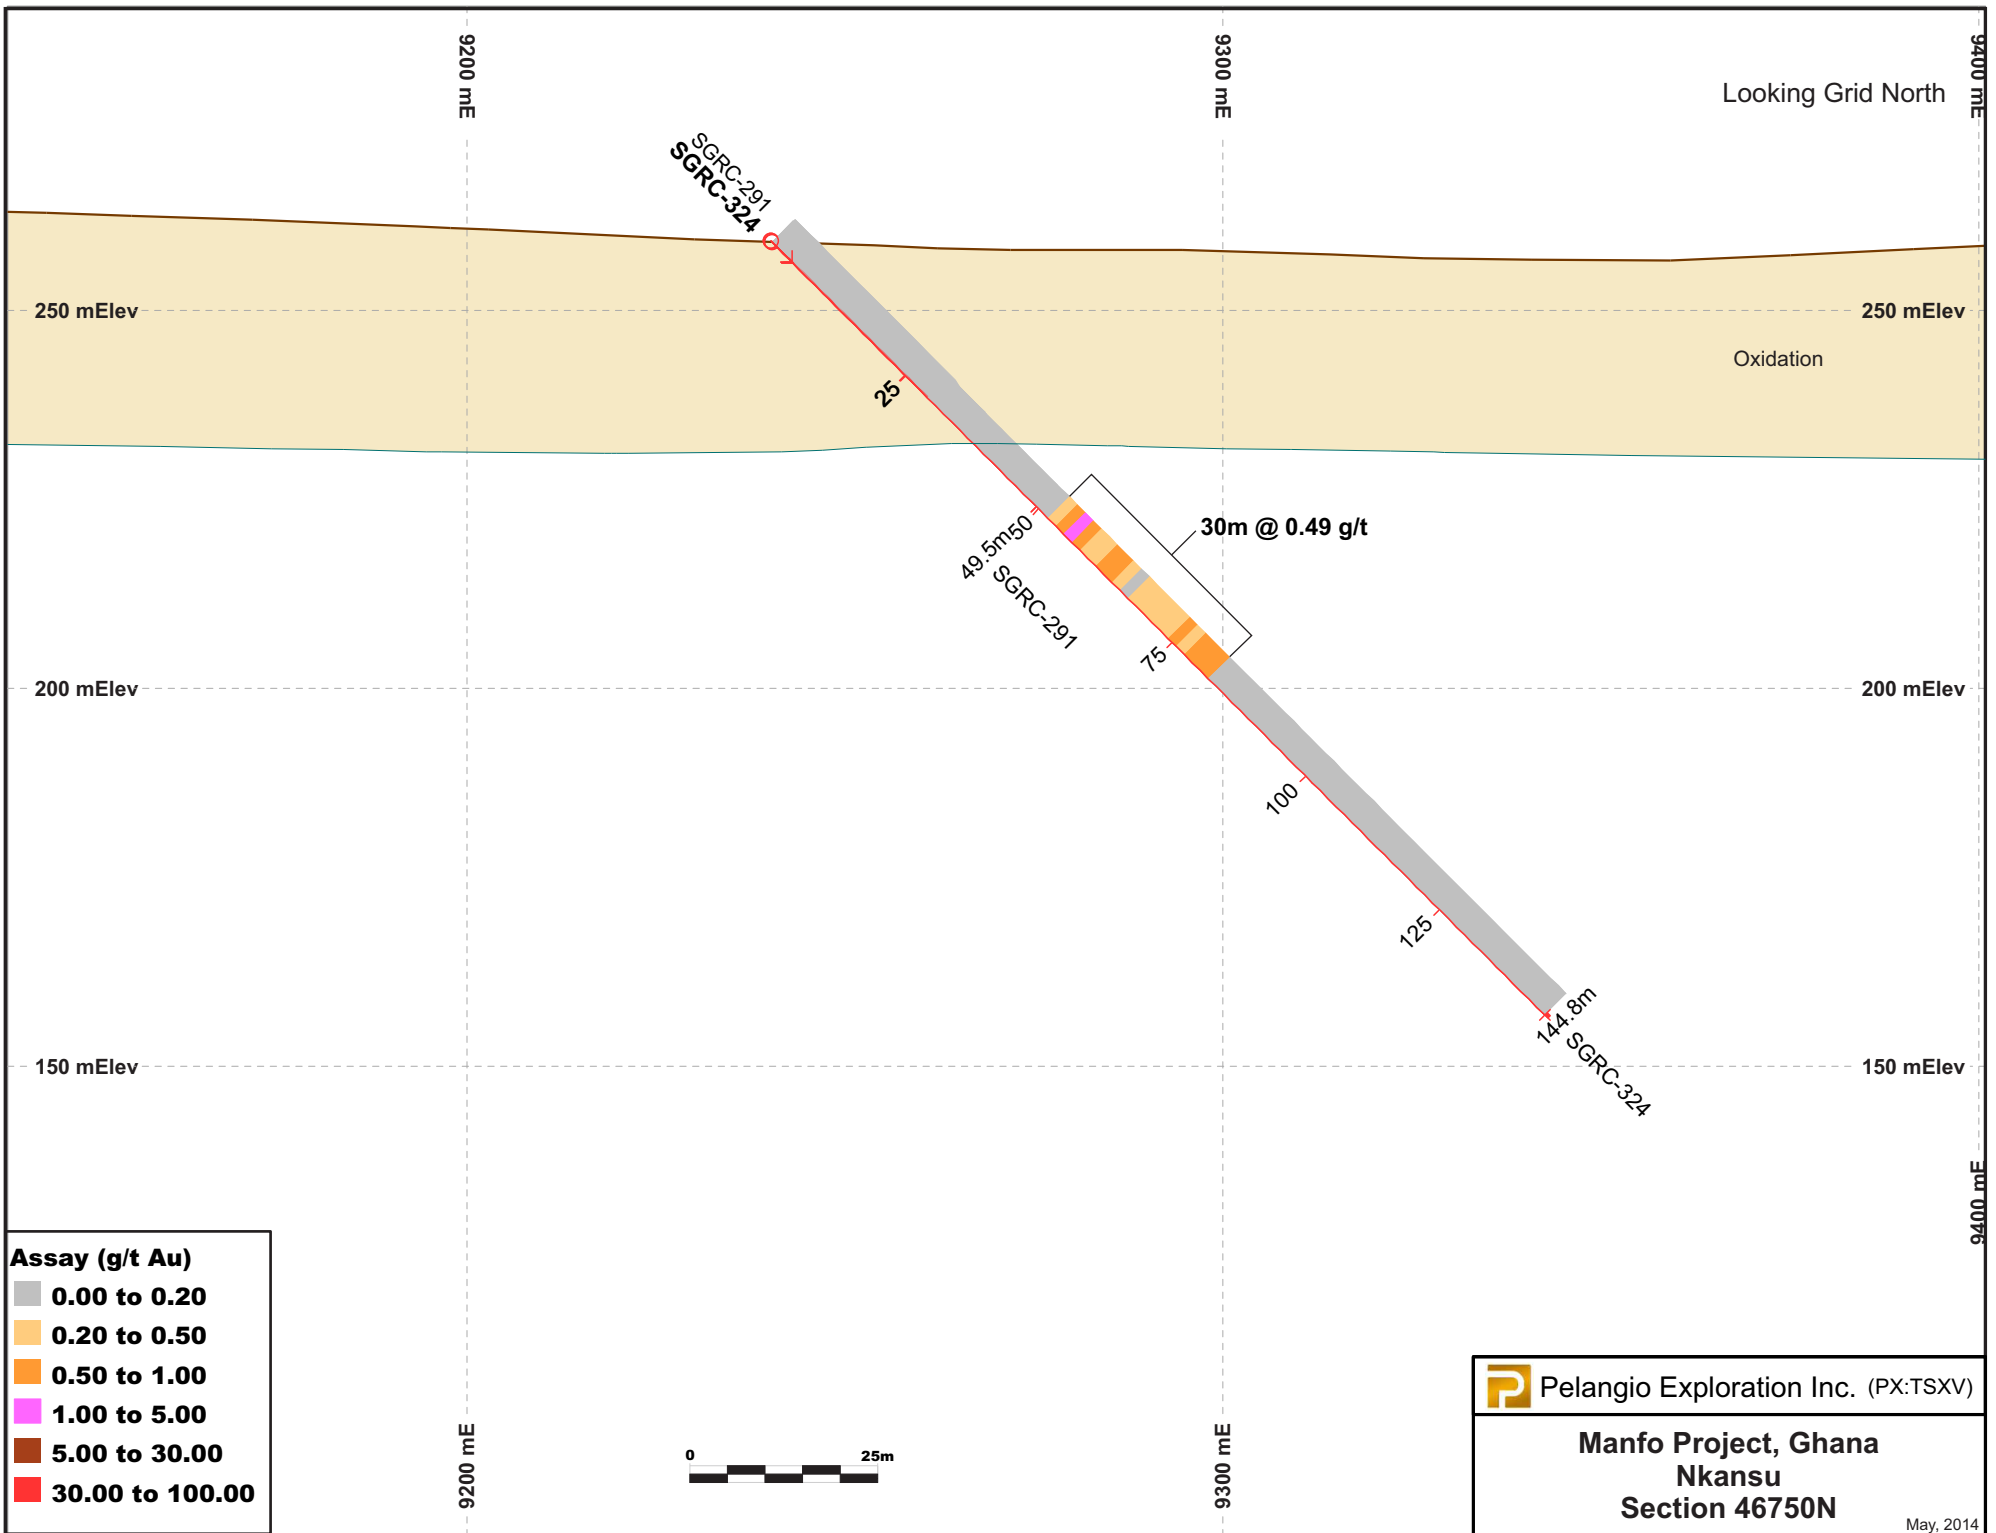 9200 mE
9300 mE
9400 mE
Looking Grid North
SGRC-291
SGRC-324
250 mElev
250 mElev
Oxidation
25
50
49.5m
SGRC-291
30m @ 0.49 g/t
75
200 mElev
200 mElev
100
125
144.8m
SGRC-324
150 mElev
150 mElev
9400 mE
Assay (g/t Au)
0.00 to 0.20
0.20 to 0.50
0.50 to 1.00
1.00 to 5.00
5.00 to 30.00
30.00 to 100.00
9200 mE
0 25m
9300 mE
P Pelangio Exploration Inc. (PX:TSXV)
Manfo Project, Ghana
Nkansu
Section 46750N
May, 2014